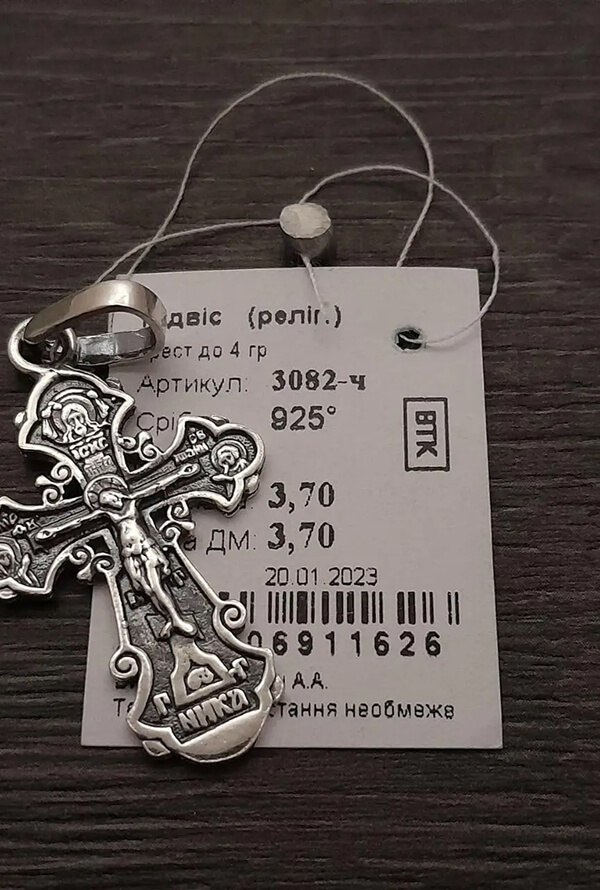 (реліг.)
до 4 гр
Артикул: 3082-ч
925°
ВТК
3,70
ДМ: 3,70
20.01.2023
06911626
А.Д.
необмеже
ІСХС
НИКА